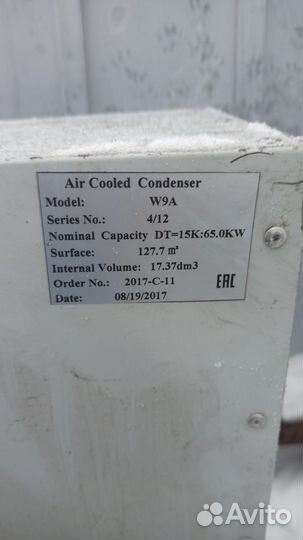 Air Cooled Condenser
Model: W9A
Series No.: 4/12
Nominal Capacity DT=15K:65.0KW
Surface: 127.7 m²
Internal Volume: 17.37dm3
Order No.: 2017-C-11
Date: 08/19/2017
EAC
Avito